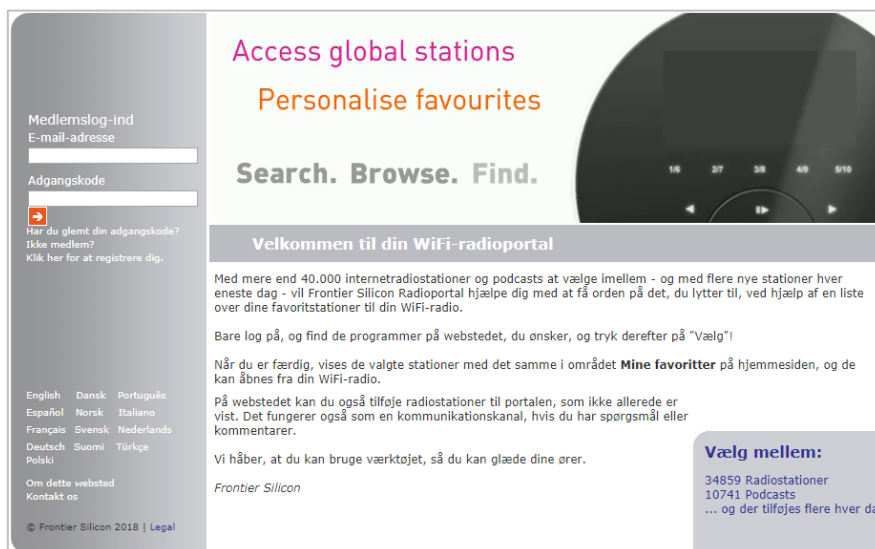 Access global stations
Personalise favourites
Search. Browse. Find.
1/6 2/7 3/8 4/9 5/10
Medlemslog-ind
E-mail-adresse
Adgangskode
Har du glemt din adgangskode?
Ikke medlem?
Klik her for at registrere dig.
English Dansk Português
Español Norsk Italiano
Français Svensk Nederlands
Deutsch Suomi Türkçe
Polski
Om dette websted
Kontakt os
© Frontier Silicon 2018 | Legal
Velkommen til din WiFi-radioportal
Med mere end 40.000 internetradiostationer og podcasts at vælge imellem - og med flere nye stationer hver
eneste dag - vil Frontier Silicon Radioportal hjælpe dig med at få orden på det, du lytter til, ved hjælp af en liste
over dine favoritstationer til din WiFi-radio.
Bare log på, og find de programmer på webstedet, du ønsker, og tryk derefter på "Vælg"!
Når du er færdig, vises de valgte stationer med det samme i området Mine favoritter på hjemmesiden, og de
kan åbnes fra din WiFi-radio.
På webstedet kan du også tilføje radiostationer til portalen, som ikke allerede er
vist. Det fungerer også som en kommunikationskanal, hvis du har spørgsmål eller
kommentarer.
Vi håber, at du kan bruge værktøjet, så du kan glæde dine ører.
Frontier Silicon
Vælg mellem:
34859 Radiostationer
10741 Podcasts
... og der tilføjes flere hver da